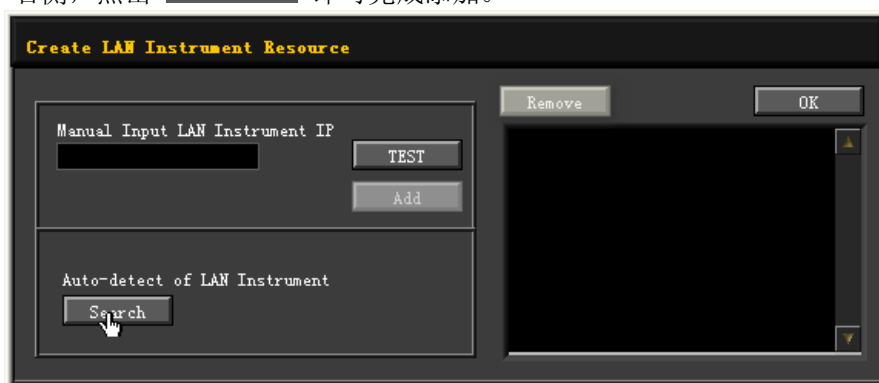 Create LAN Instrument Resource
Remove
OK
Manual Input LAN Instrument IP
TEST
Add
Auto-detect of LAN Instrument
Search